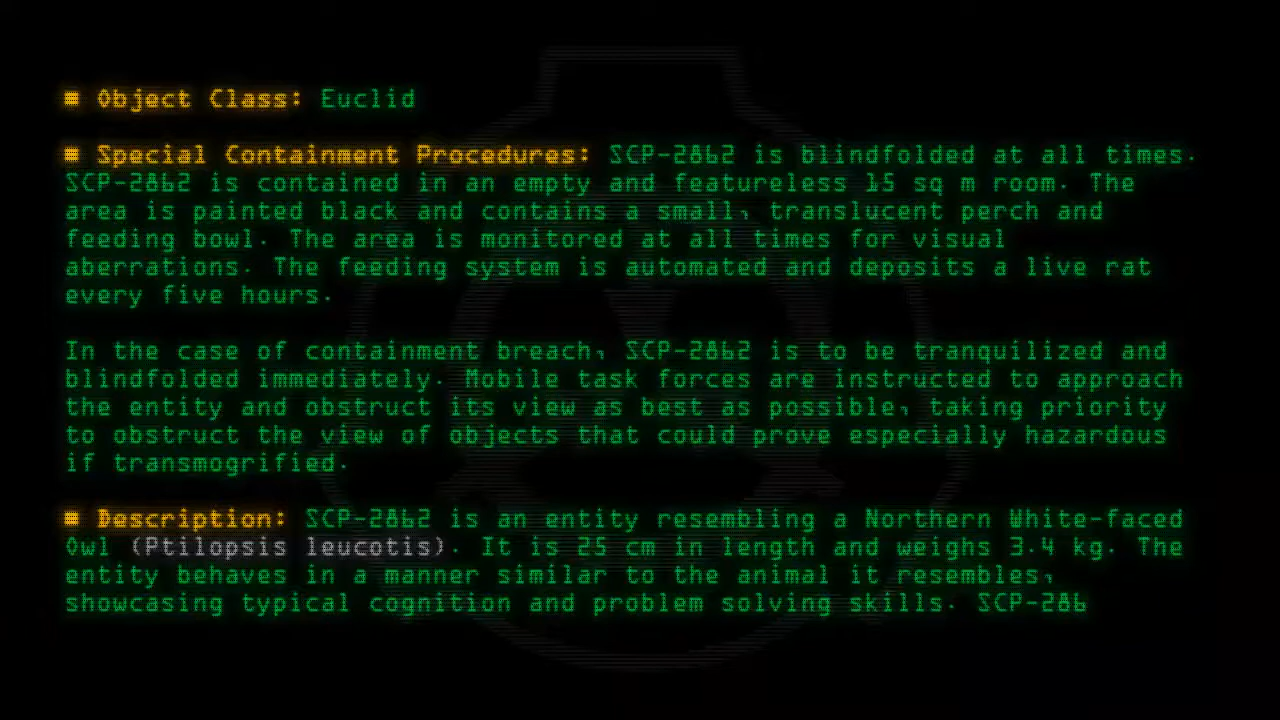 ■ Object Class: Euclid
■ Special Containment Procedures: SCP-2862 is blindfolded at all times.
SCP-2862 is contained in an empty and featureless 15 sq m room. The
area is painted black and contains a small, translucent perch and
feeding bowl. The area is monitored at all times for visual
aberrations. The feeding system is automated and deposits a live rat
every five hours.
In the case of containment breach, SCP-2862 is to be tranquilized and
blindfolded immediately. Mobile task forces are instructed to approach
the entity and obstruct its view as best as possible, taking priority
to obstruct the view of objects that could prove especially hazardous
if transmogrified.
■ Description: SCP-2862 is an entity resembling a Northern White-faced
Owl (Ptilopsis leucotis). It is 25 cm in length and weighs 3.4 kg. The
entity behaves in a manner similar to the animal it resembles,
showcasing typical cognition and problem solving skills. SCP-286